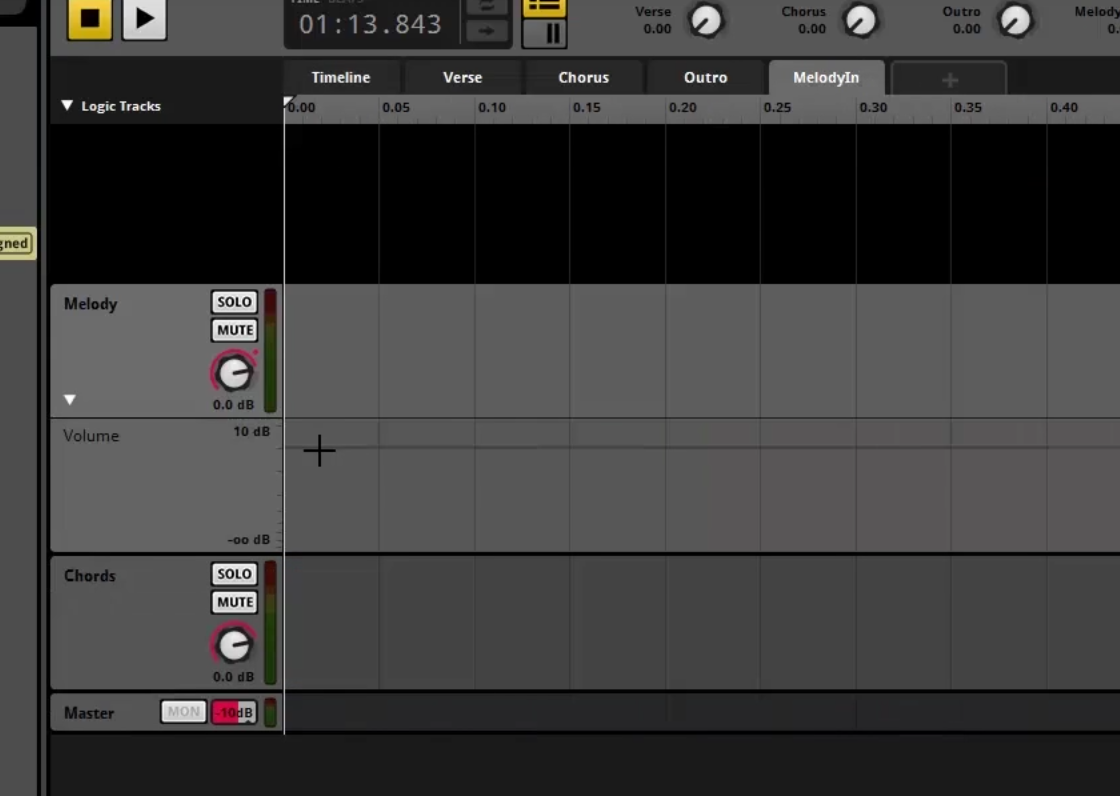 01:13.843
Verse
0.00
Chorus
0.00
Outro
0.00
Melody
0.
Timeline
Verse
Chorus
Outro
MelodyIn
+
Logic Tracks
0.00
0.05
0.10
0.15
0.20
0.25
0.30
0.35
0.40
gned
Melody
SOLO
MUTE
0.0 dB
Volume
10 dB
-oo dB
Chords
SOLO
MUTE
0.0 dB
Master
MON
-10dB